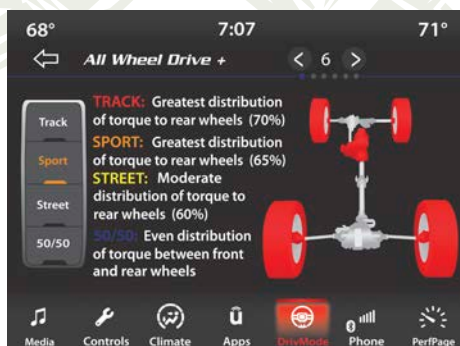 68° 7:07 71°
All Wheel Drive + 6
Track
Sport
Street
50/50
TRACK: Greatest distribution
of torque to rear wheels (70%)
SPORT: Greatest distribution
of torque to rear wheels (65%)
STREET: Moderate
distribution of torque to
rear wheels (60%)
50/50: Even distribution
of torque between front
and rear wheels
Media Controls Climate Apps DrivMode Phone PerfPage